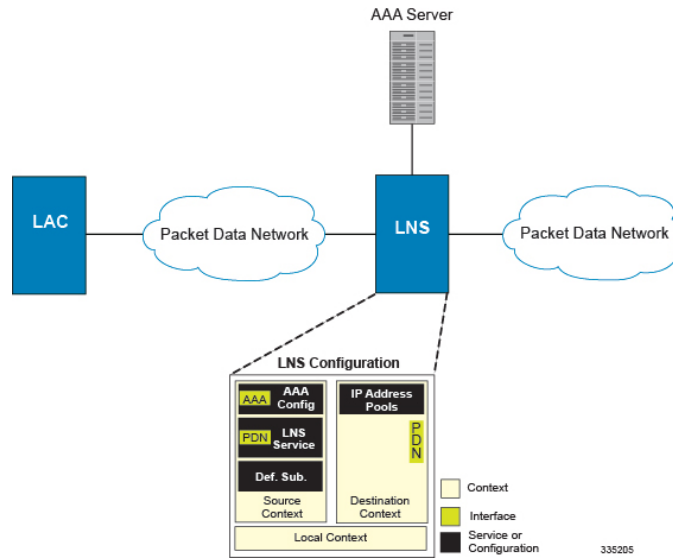 AAA Server
LAC
Packet Data Network
LNS
Packet Data Network
LNS Configuration
AAA
AAA
Config
PDN
LNS
Service
Def. Sub.
Source
Context
IP Address
Pools
PDN
Destination
Context
Local Context
Context
Interface
Service or
Configuration
335205